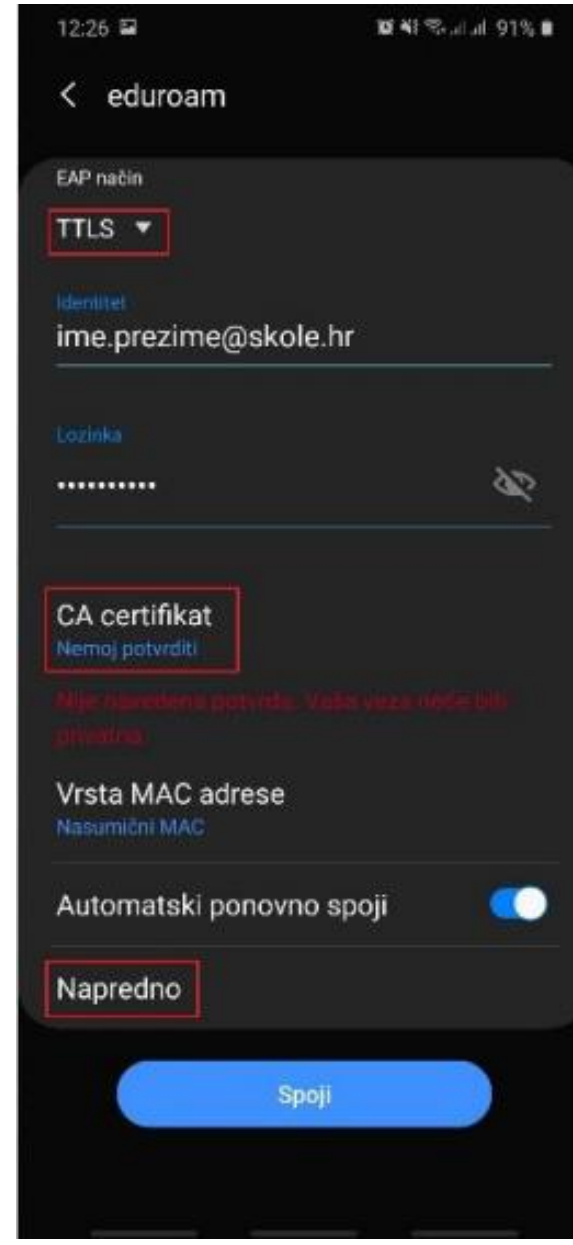 12:26
91%
eduroam
EAP način
TTLS
Identitet
ime.prezime@skole.hr
Lozinka
••••••••••
CA certifikat
Nemoj potvrditi
Nije navedena potvrda. Vaša veza neće biti
privatna.
Vrsta MAC adrese
Nasumični MAC
Automatski ponovno spoji
Napredno
Spoji